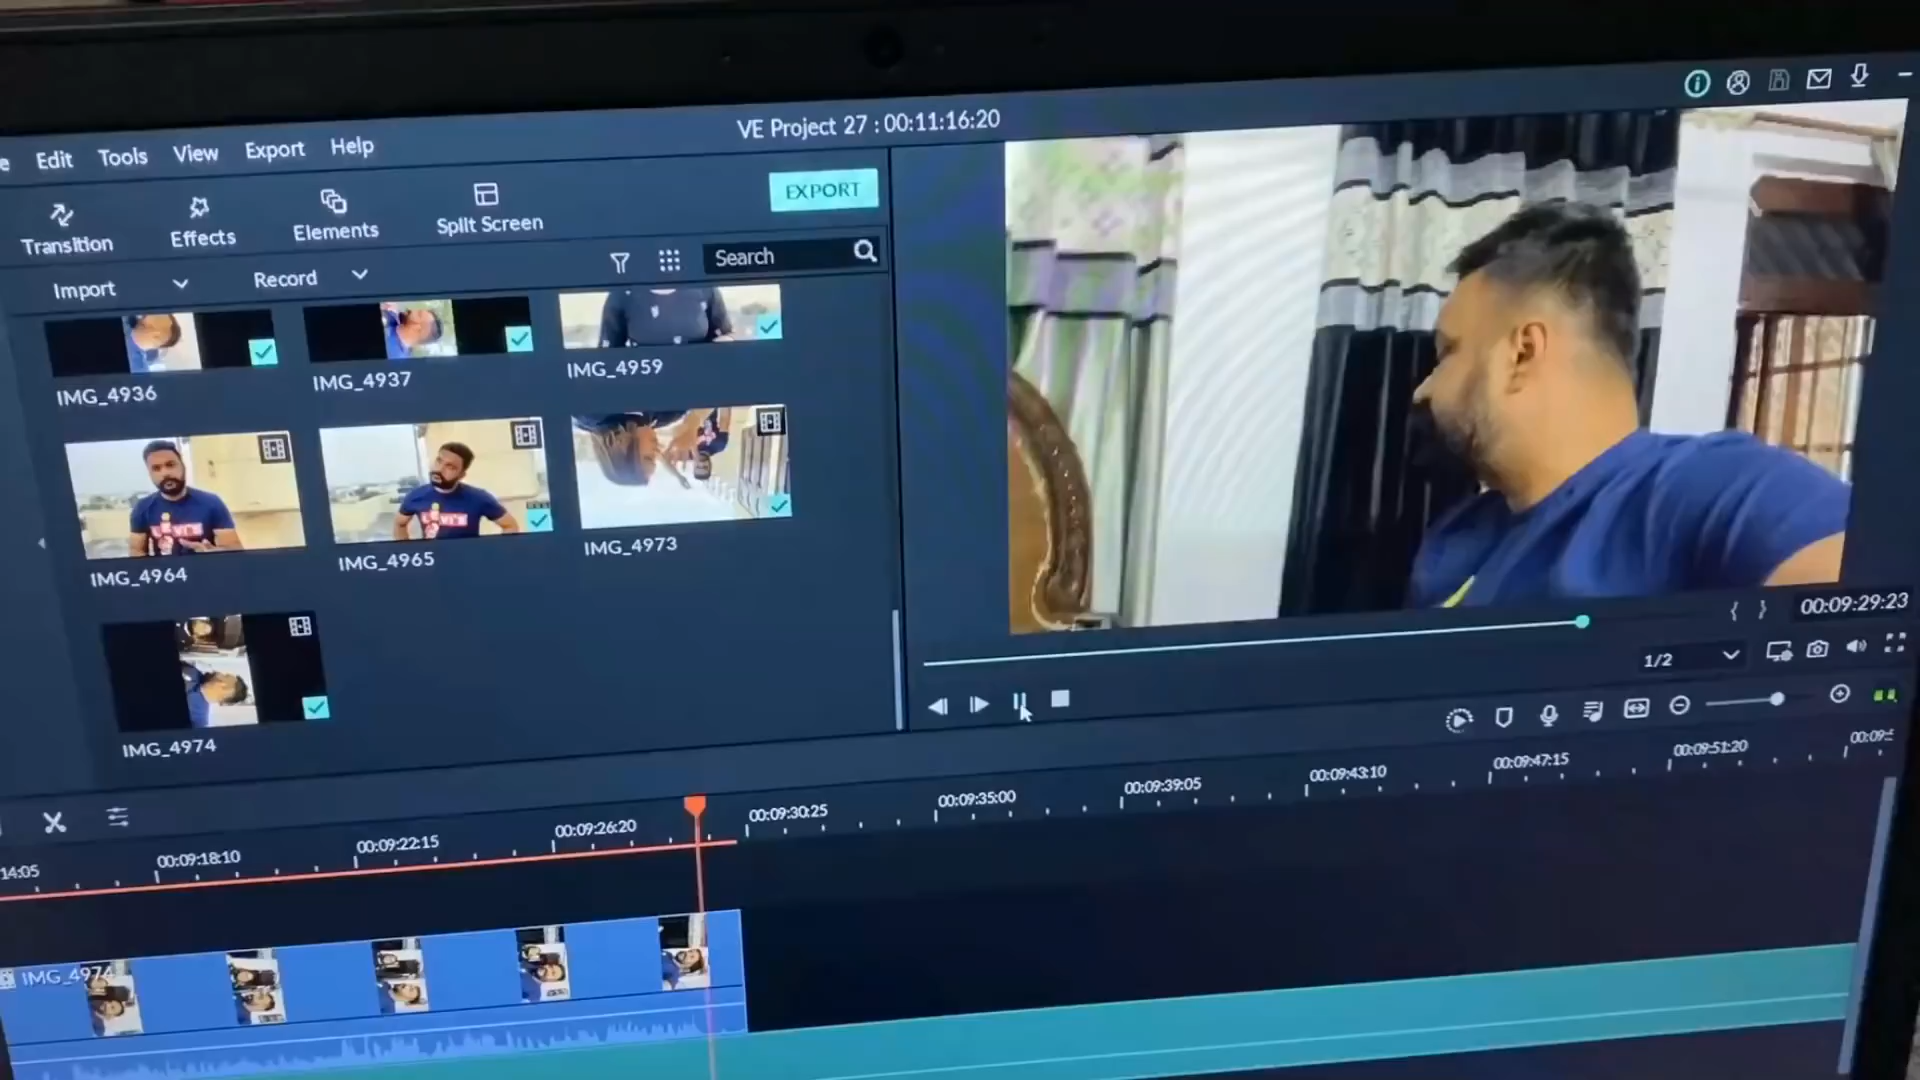 VE Project 27 : 00:11:16:20
Edit Tools View Export Help
Transition Effects Elements Split Screen EXPORT
Import Record Search
IMG_4936 IMG_4937 IMG_4959
IMG_4964 IMG_4965 IMG_4973
IMG_4974
{ } 00:09:29:23
1/2
14:05 00:09:18:10 00:09:22:15 00:09:26:20 00:09:30:25 00:09:35:00 00:09:39:05 00:09:43:10 00:09:47:15 00:09:51:20
IMG_4974